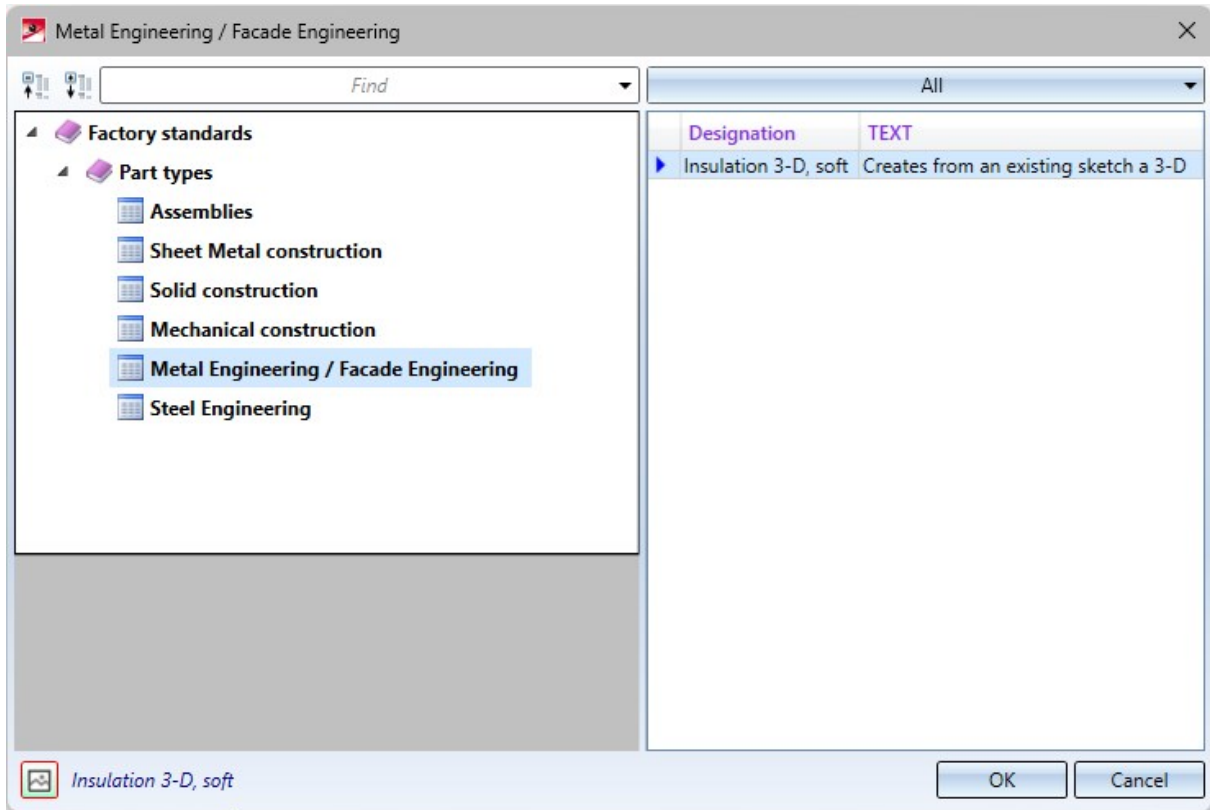 Metal Engineering / Facade Engineering
Find
All
Factory standards
Part types
Assemblies
Sheet Metal construction
Solid construction
Mechanical construction
Metal Engineering / Facade Engineering
Steel Engineering
Designation TEXT
Insulation 3-D, soft Creates from an existing sketch a 3-D
Insulation 3-D, soft
OK Cancel